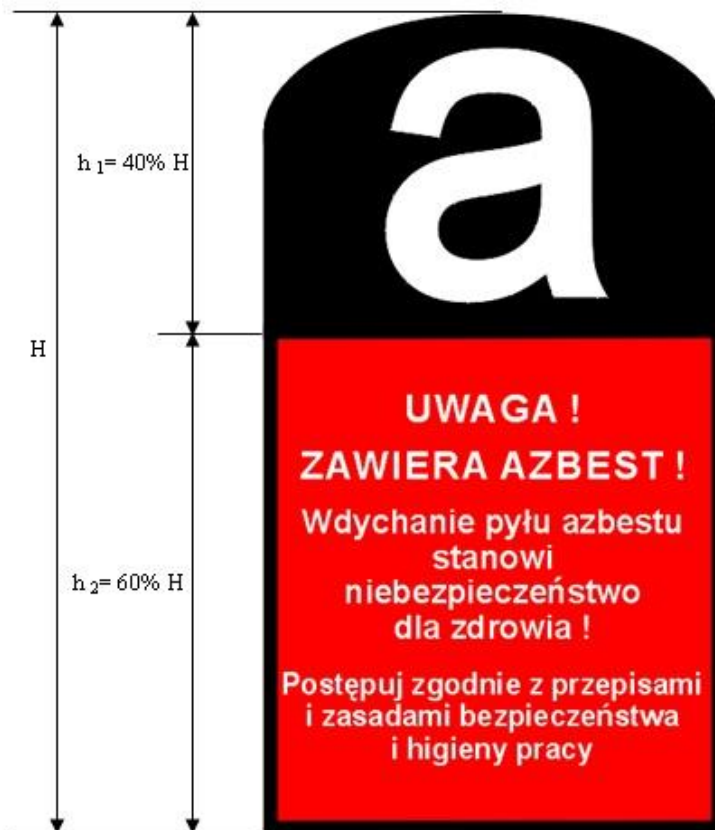 a
h 1= 40% H
H
UWAGA !
ZAWIERA AZBEST !
Wdychanie pyłu azbestu
stanowi
niebezpieczeństwo
dla zdrowia !
h 2= 60% H
Postępuj zgodnie z przepisami
i zasadami bezpieczeństwa
i higieny pracy